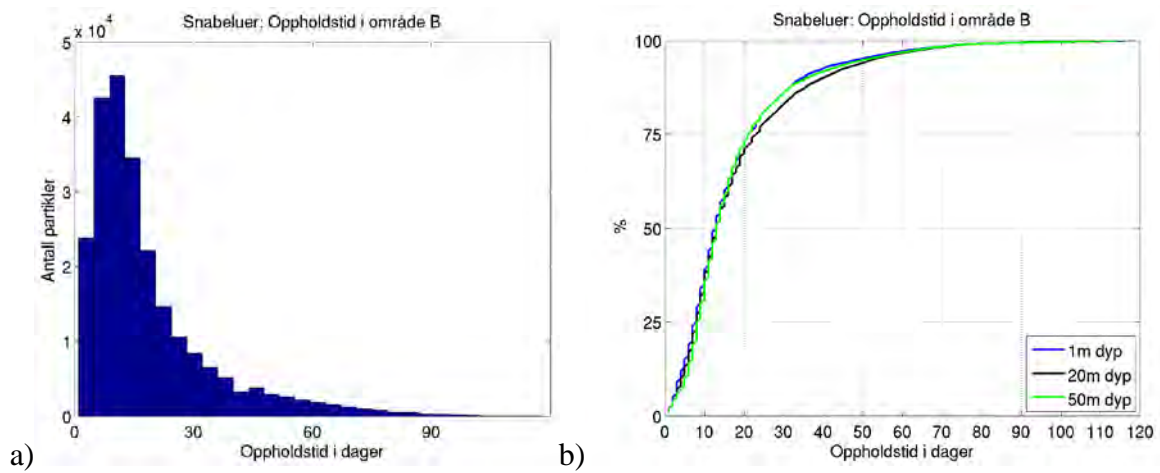 Snabeluer: Oppholdstid i område B
x 10^4
5
4
3
2
1
0
Antall partikler
0 30 60 90
Oppholdstid i dager
a)
Snabeluer: Oppholdstid i område B
100
75
50
25
0
%
1m dyp
20m dyp
50m dyp
0 10 20 30 40 50 60 70 80 90 100 110 120
Oppholdstid i dager
b)